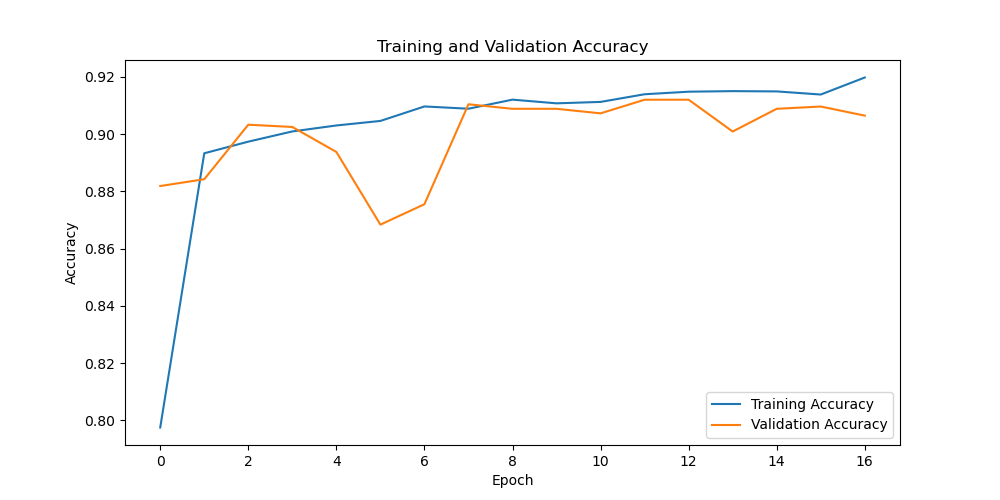 Training and Validation Accuracy
0.92
0.90
0.88
0.86
0.84
0.82
0.80
Accuracy
Training Accuracy
Validation Accuracy
0 2 4 6 8 10 12 14 16
Epoch